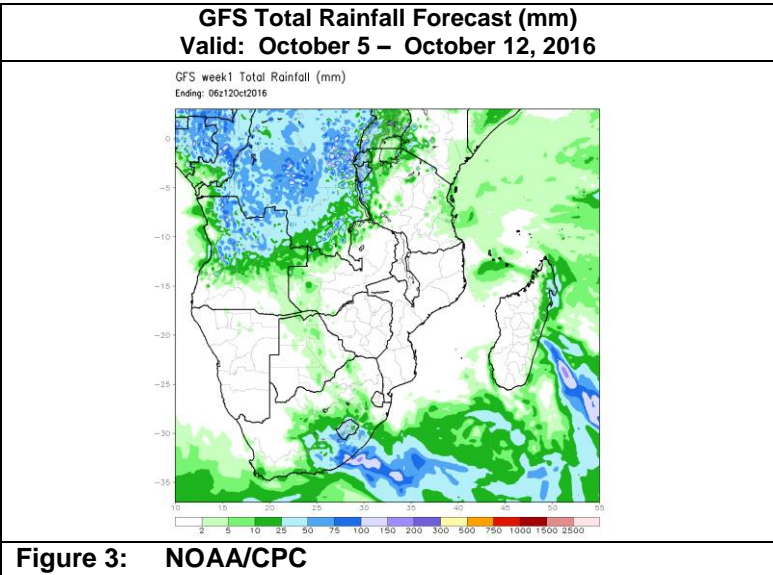 GFS Total Rainfall Forecast (mm)
Valid: October 5 – October 12, 2016
GFS week1 Total Rainfall (mm)
Ending: 06z12Oct2016
0
−5
−10
−15
−20
−25
−30
−35
10 15 20 25 30 35 40 45 50 55
2 5 10 25 50 75 100 150 200 300 500 750 1000 1500 2500
Figure 3: NOAA/CPC